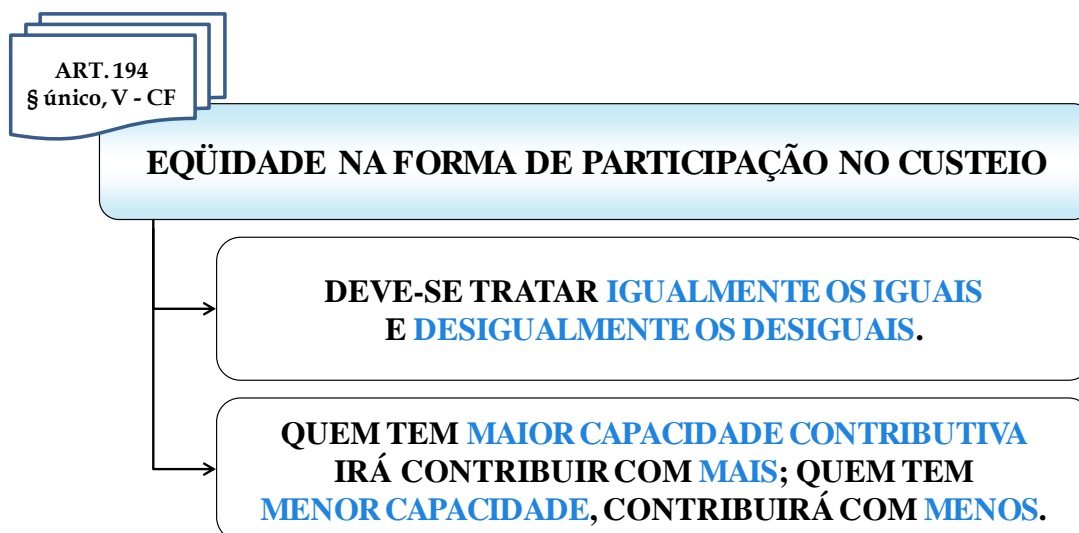 ART. 194
§ único, V - CF
EQÜIDADE NA FORMA DE PARTICIPAÇÃO NO CUSTEIO
DEVE-SE TRATAR IGUALMENTE OS IGUAIS
E DESIGUALMENTE OS DESIGUAIS.
QUEM TEM MAIOR CAPACIDADE CONTRIBUTIVA
IRÁ CONTRIBUIR COM MAIS; QUEM TEM
MENOR CAPACIDADE, CONTRIBUIRÁ COM MENOS.